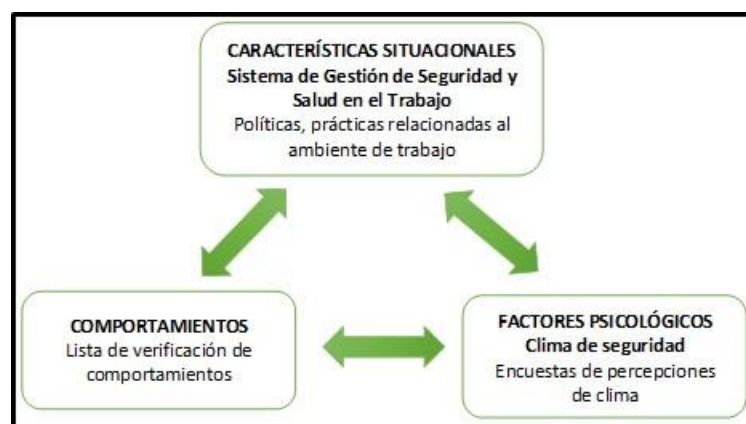 CARACTERÍSTICAS SITUACIONALES
Sistema de Gestión de Seguridad y
Salud en el Trabajo
Políticas, prácticas relacionadas al
ambiente de trabajo
COMPORTAMIENTOS
Lista de verificación de
comportamientos
FACTORES PSICOLÓGICOS
Clima de seguridad
Encuestas de percepciones
de clima